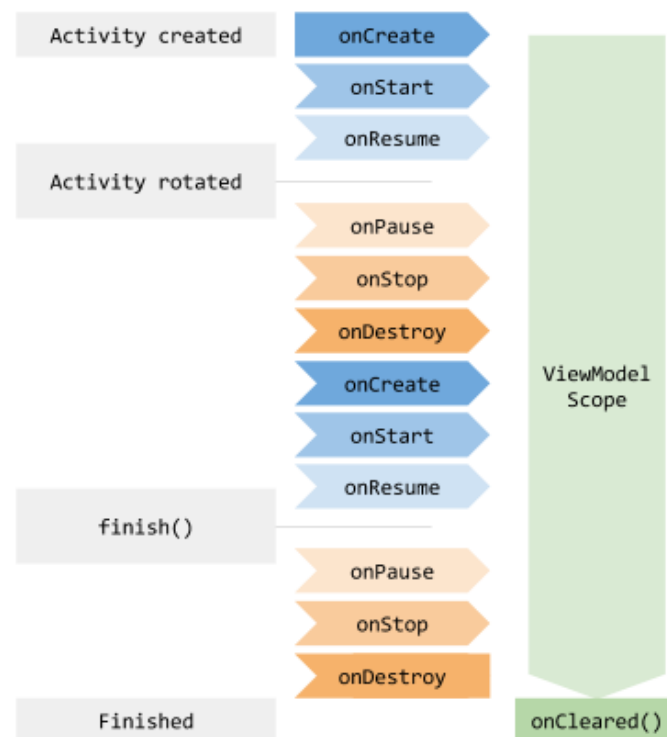 Activity created
onCreate
onStart
onResume
Activity rotated
onPause
onStop
onDestroy
onCreate
onStart
onResume
ViewModel
Scope
finish()
onPause
onStop
onDestroy
Finished
onCleared()